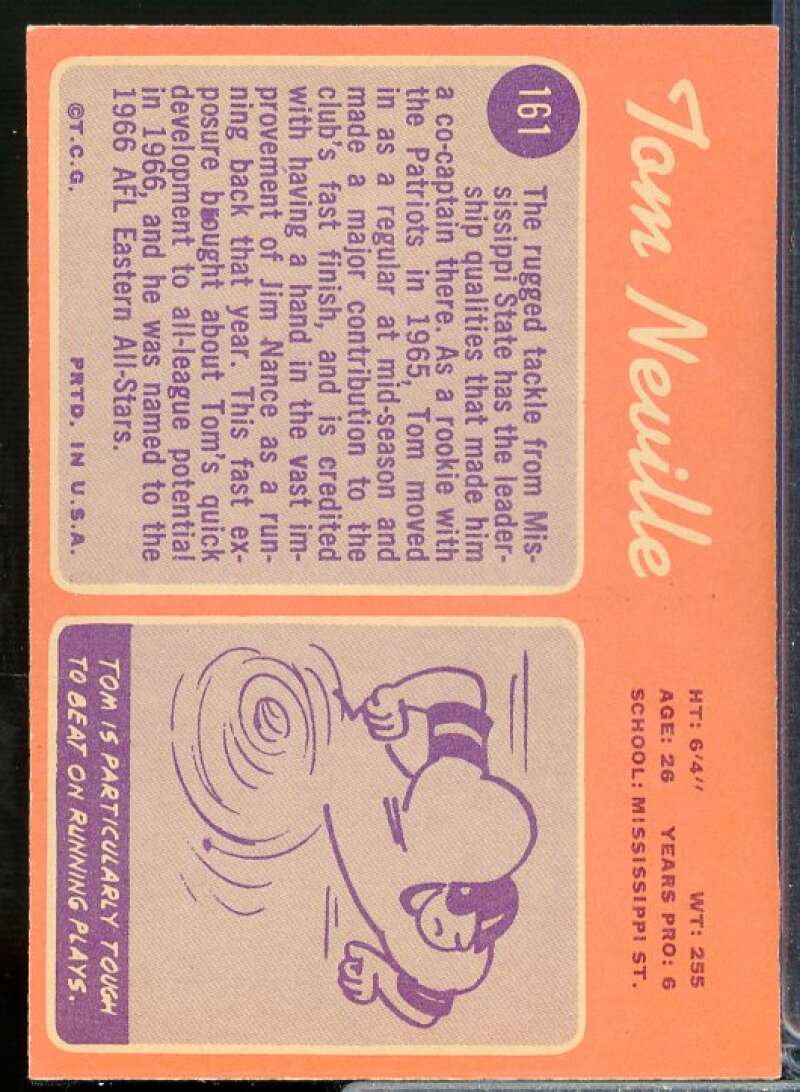 Tom Neville
HT: 6'4" WT: 255
AGE: 26 YEARS PRO: 6
SCHOOL: MISSISSIPPI ST.
161
The rugged tackle from Mis-
sissippi State has the leader-
ship qualities that made him
a co-captain there. As a rookie with
the Patriots in 1965, Tom moved
in as a regular at mid-season and
made a major contribution to the
club's fast finish, and is credited
with having a hand in the vast im-
provement of Jim Nance as a run-
ning back that year. This fast ex-
posure brought about Tom's quick
development to all-league potential
in 1966, and he was named to the
1966 AFL Eastern All-Stars.
©T.C.G. PRTD. IN U.S.A.
TOM IS PARTICULARLY TOUGH
TO BEAT ON RUNNING PLAYS.